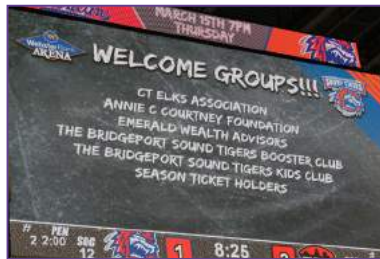 MARCH 15TH 7PM
THURSDAY
Webster Bank
ARENA
WELCOME GROUPS!!!
SOUND TIGERS
CT ELKS ASSOCIATION
ANNIE C COURTNEY FOUNDATION
EMERALD WEALTH ADVISORS
THE BRIDGEPORT SOUND TIGERS BOOSTER CLUB
THE BRIDGEPORT SOUND TIGERS KIDS CLUB
SEASON TICKET HOLDERS
# PEN
2 2:00
SOG
12
1
8:25